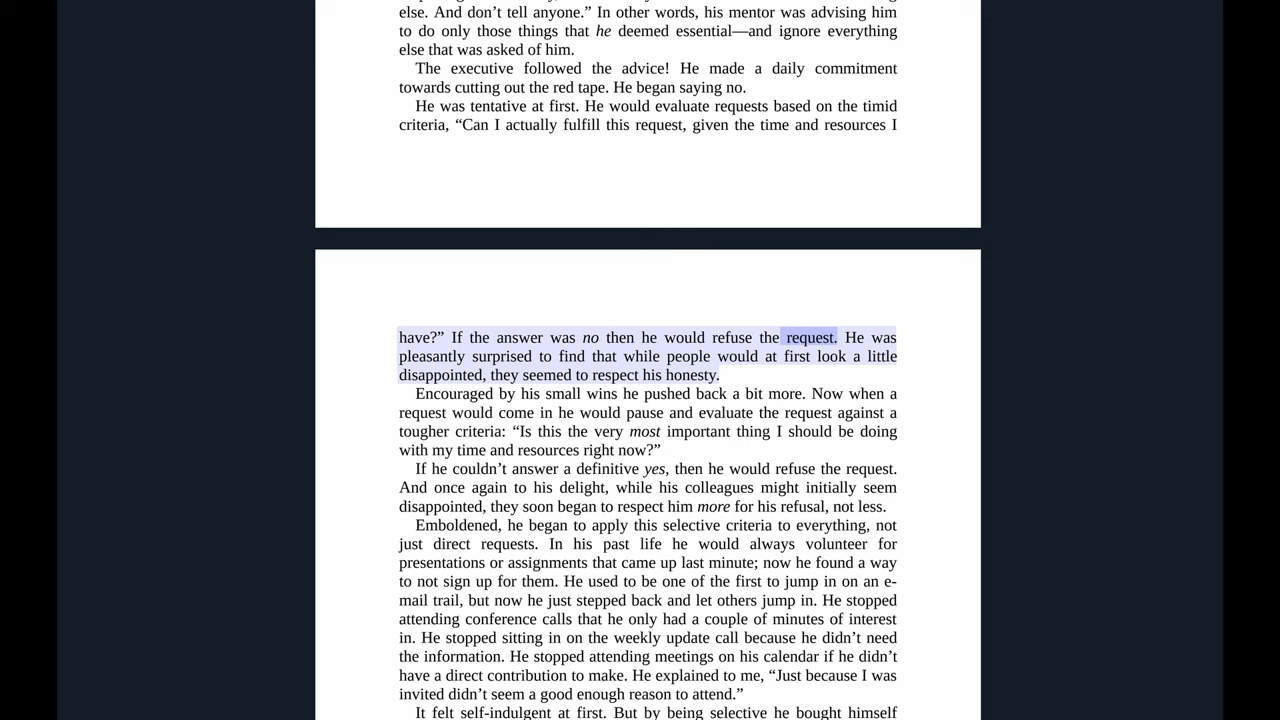 else. And don’t tell anyone.” In other words, his mentor was advising him
to do only those things that he deemed essential—and ignore everything
else that was asked of him.
The executive followed the advice! He made a daily commitment
towards cutting out the red tape. He began saying no.
He was tentative at first. He would evaluate requests based on the timid
criteria, “Can I actually fulfill this request, given the time and resources I
have?” If the answer was no then he would refuse the request. He was
pleasantly surprised to find that while people would at first look a little
disappointed, they seemed to respect his honesty.
Encouraged by his small wins he pushed back a bit more. Now when a
request would come in he would pause and evaluate the request against a
tougher criteria: “Is this the very most important thing I should be doing
with my time and resources right now?”
If he couldn’t answer a definitive yes, then he would refuse the request.
And once again to his delight, while his colleagues might initially seem
disappointed, they soon began to respect him more for his refusal, not less.
Emboldened, he began to apply this selective criteria to everything, not
just direct requests. In his past life he would always volunteer for
presentations or assignments that came up last minute; now he found a way
to not sign up for them. He used to be one of the first to jump in on an e-
mail trail, but now he just stepped back and let others jump in. He stopped
attending conference calls that he only had a couple of minutes of interest
in. He stopped sitting in on the weekly update call because he didn’t need
the information. He stopped attending meetings on his calendar if he didn’t
have a direct contribution to make. He explained to me, “Just because I was
invited didn’t seem a good enough reason to attend.”
It felt self-indulgent at first. But by being selective he bought himself